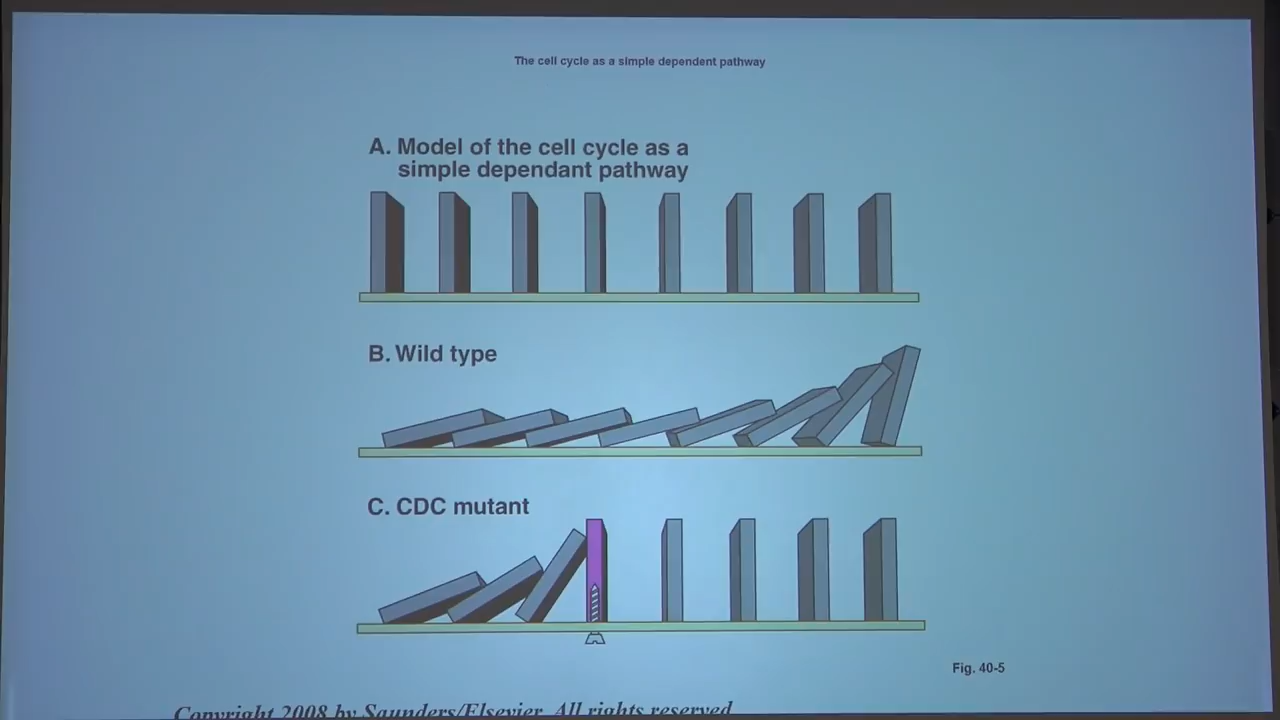 The cell cycle as a simple dependent pathway
A. Model of the cell cycle as a
simple dependant pathway
B. Wild type
C. CDC mutant
Fig. 40-5
Copyright 2008 by Saunders/Elsevier. All rights reserved